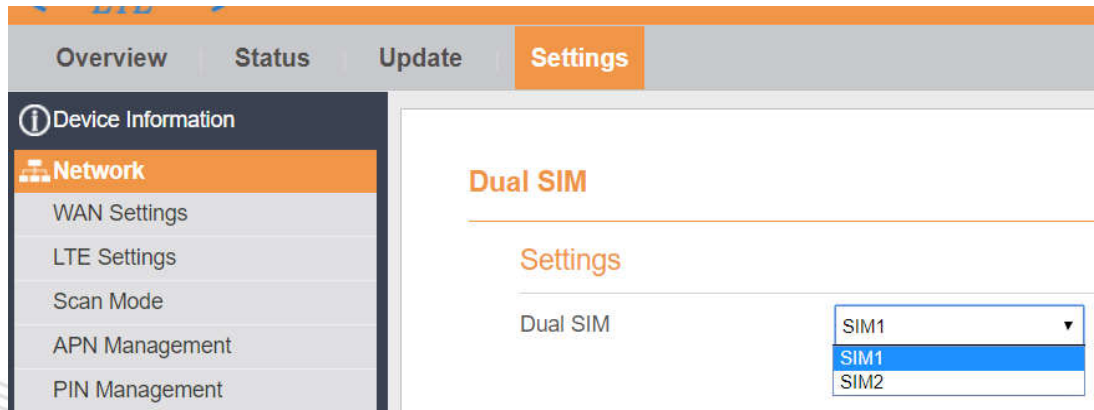 LTE
Overview Status Update Settings
Device Information
Network
WAN Settings
LTE Settings
Scan Mode
APN Management
PIN Management
Dual SIM
Settings
Dual SIM SIM1
SIM1
SIM2